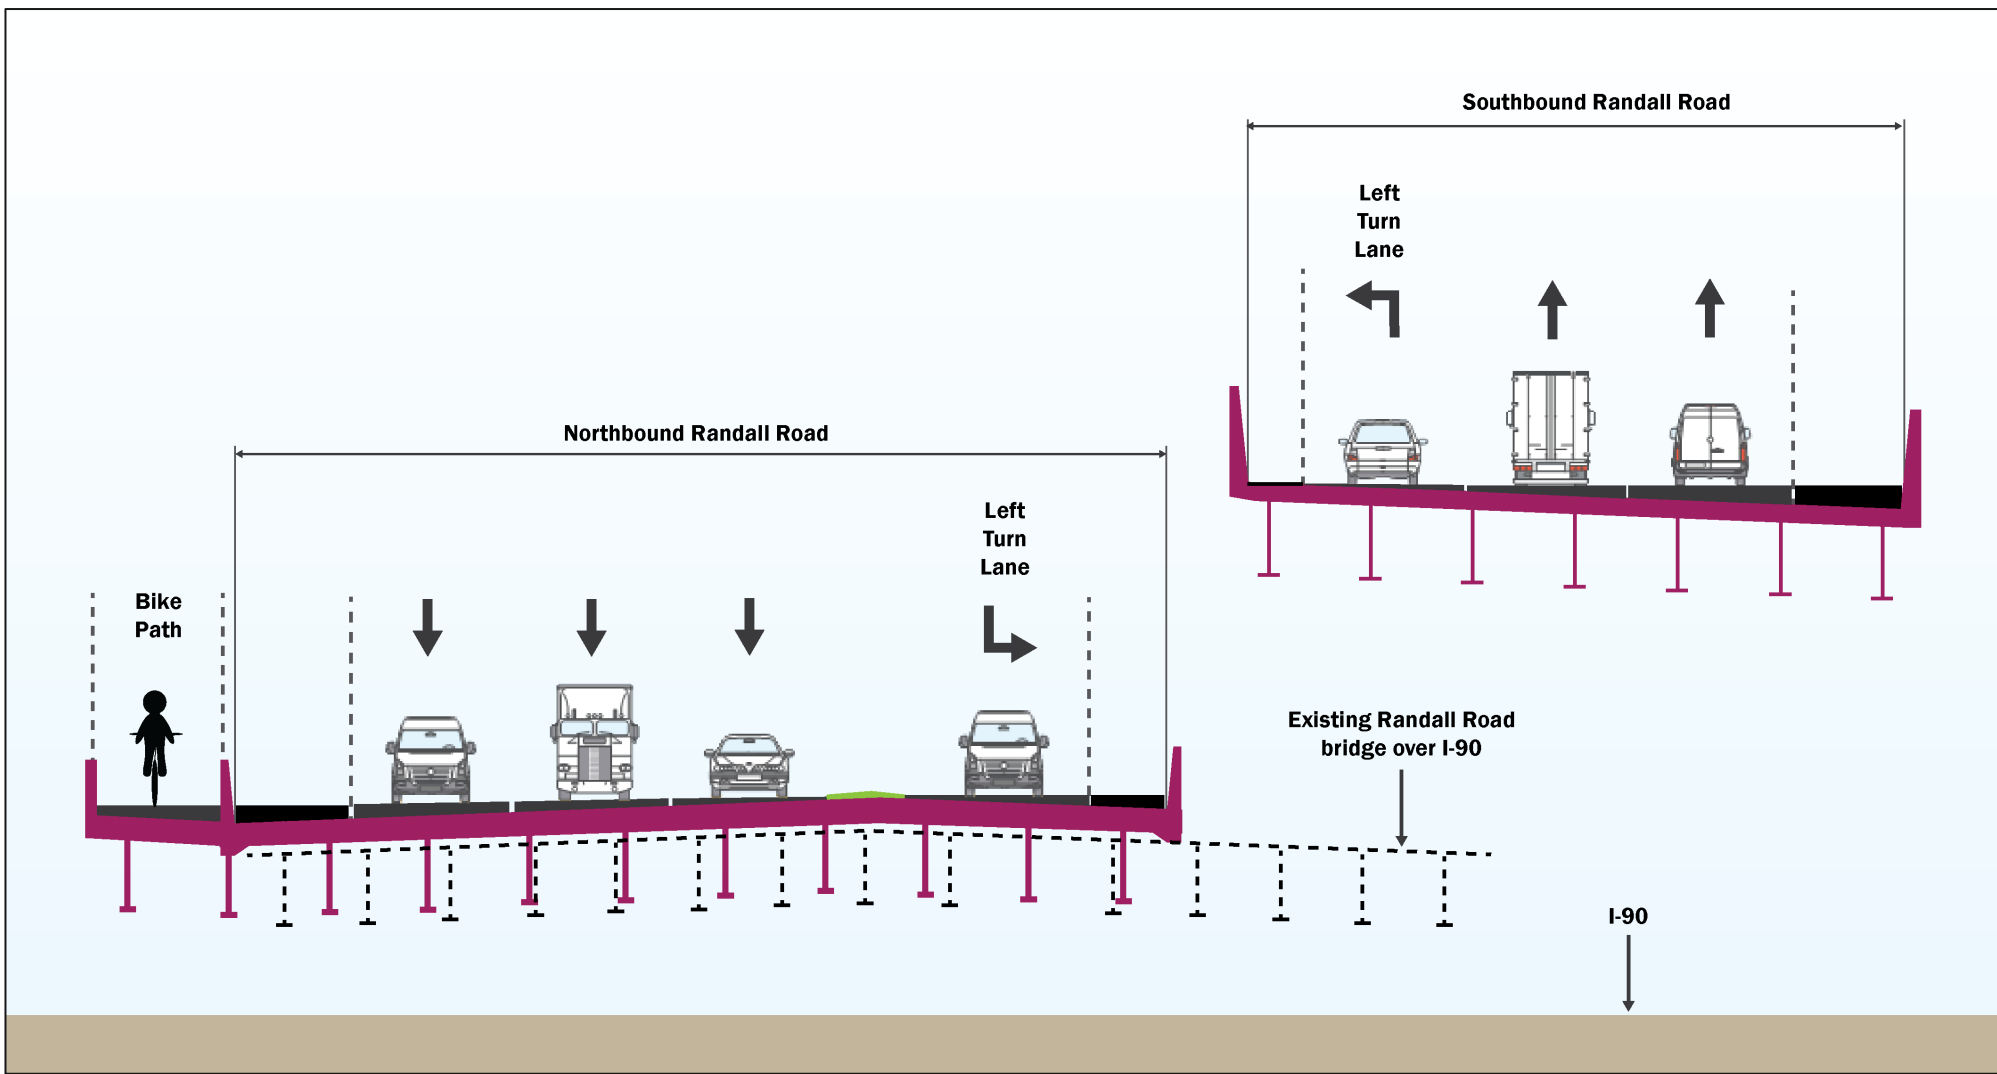 Southbound Randall Road
Left
Turn
Lane
Northbound Randall Road
Left
Turn
Lane
Bike
Path
Existing Randall Road
bridge over I-90
I-90